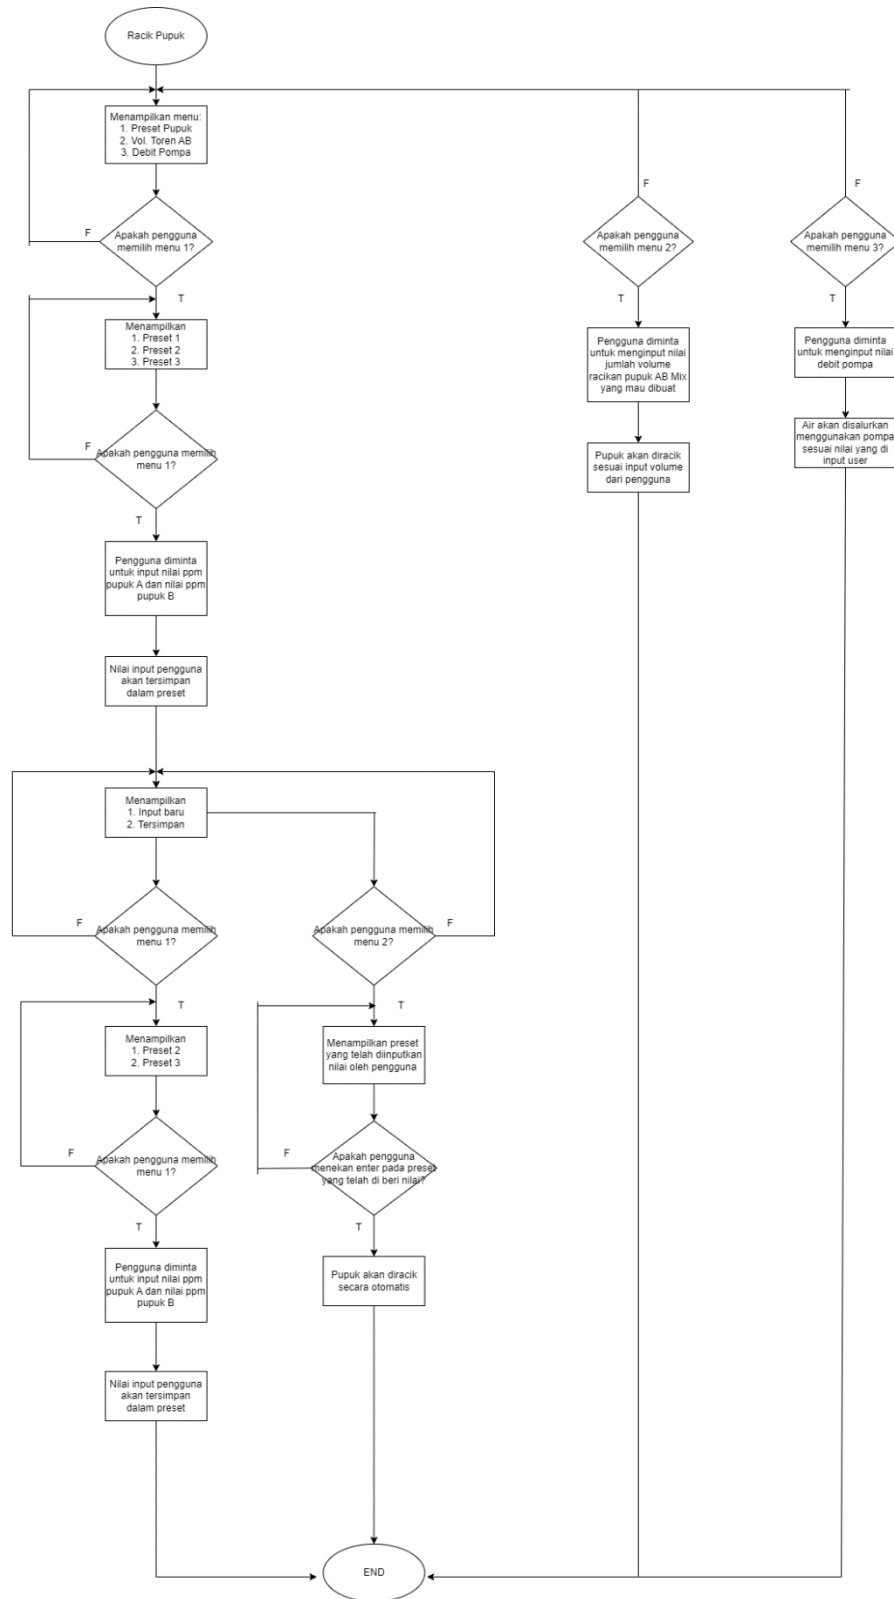 Racik Pupuk
Menampilkan menu:
1. Preset Pupuk
2. Vol. Toren AB
3. Debit Pompa
F
F
F
Apakah pengguna
memilih menu 1?
Apakah pengguna
memilih menu 2?
Apakah pengguna
memilih menu 3?
T
T
T
Menampilkan
1. Preset 1
2. Preset 2
3. Preset 3
Pengguna diminta
untuk menginput nilai
jumlah volume
racikan pupuk AB Mix
yang mau dibuat
Pengguna diminta
untuk menginput nilai
debit pompa
F
Apakah pengguna memilih
menu 1?
Pupuk akan diracik
sesuai input volume
dari pengguna
Air akan disalurkan
menggunakan pompa
sesuai nilai yang di
input user
T
Pengguna diminta
untuk input nilai ppm
pupuk A dan nilai ppm
pupuk B
Nilai input pengguna
akan tersimpan
dalam preset
Menampilkan
1. Input baru
2. Tersimpan
F
Apakah pengguna memilih
menu 1?
Apakah pengguna memilih
menu 2?
F
T
T
Menampilkan
1. Preset 2
2. Preset 3
Menampilkan preset
yang telah diinputkan
nilai oleh pengguna
F
Apakah pengguna memilih
menu 1?
F
Apakah pengguna
menekan enter pada preset
yang telah di beri nilai?
T
T
Pengguna diminta
untuk input nilai ppm
pupuk A dan nilai ppm
pupuk B
Pupuk akan diracik
secara otomatis
Nilai input pengguna
akan tersimpan
dalam preset
END